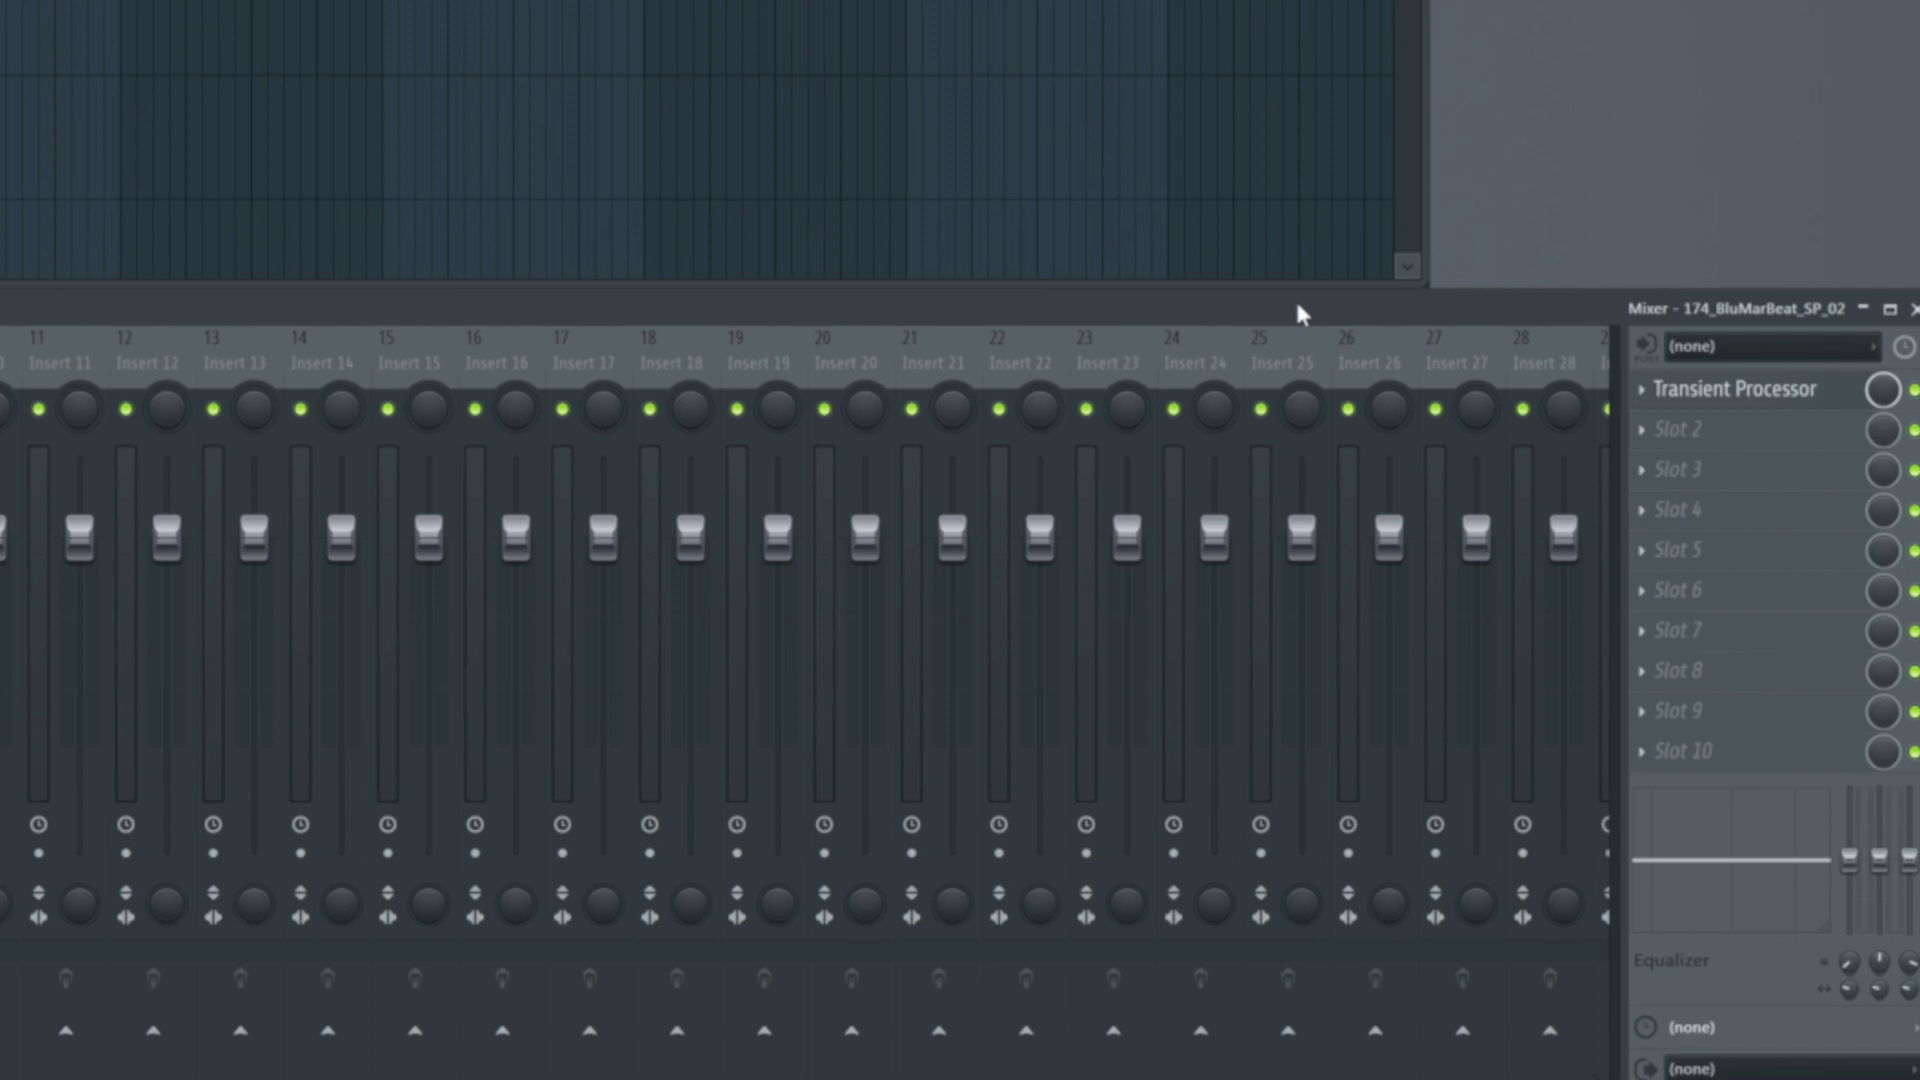 Mixer - 174_BluMarBeat_SP_02
11 12 13 14 15 16 17 18 19 20 21 22 23 24 25 26 27 28
Insert 11 Insert 12 Insert 13 Insert 14 Insert 15 Insert 16 Insert 17 Insert 18 Insert 19 Insert 20 Insert 21 Insert 22 Insert 23 Insert 24 Insert 25 Insert 26 Insert 27 Insert 28
POST
(none)
Transient Processor
Slot 2
Slot 3
Slot 4
Slot 5
Slot 6
Slot 7
Slot 8
Slot 9
Slot 10
Equalizer
(none)
(none)